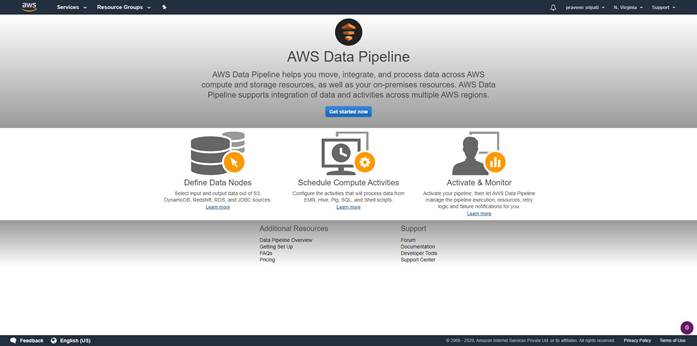 aws Services Resource Groups praveen sripati N. Virginia Support
AWS Data Pipeline
AWS Data Pipeline helps you move, integrate, and process data across AWS
compute and storage resources, as well as your on-premises resources. AWS Data
Pipeline supports integration of data and activities across multiple AWS regions.
Get started now
Define Data Nodes
Select input and output data out of S3,
DynamoDB, Redshift, RDS, and JDBC sources.
Learn more
Schedule Compute Activities
Configure the activities that will process data from
EMR, Hive, Pig, SQL, and Shell scripts.
Learn more
Activate & Monitor
Activate your pipeline, then let AWS Data Pipeline
manage the pipeline execution, resources, retry
logic and failure notifications for you.
Learn more
Additional Resources
Data Pipeline Overview
Getting Set Up
FAQs
Pricing
Support
Forum
Documentation
Developer Tools
Support Center
Feedback English (US) © 2008 - 2020, Amazon Internet Services Private Ltd. or its affiliates. All rights reserved. Privacy Policy Terms of Use